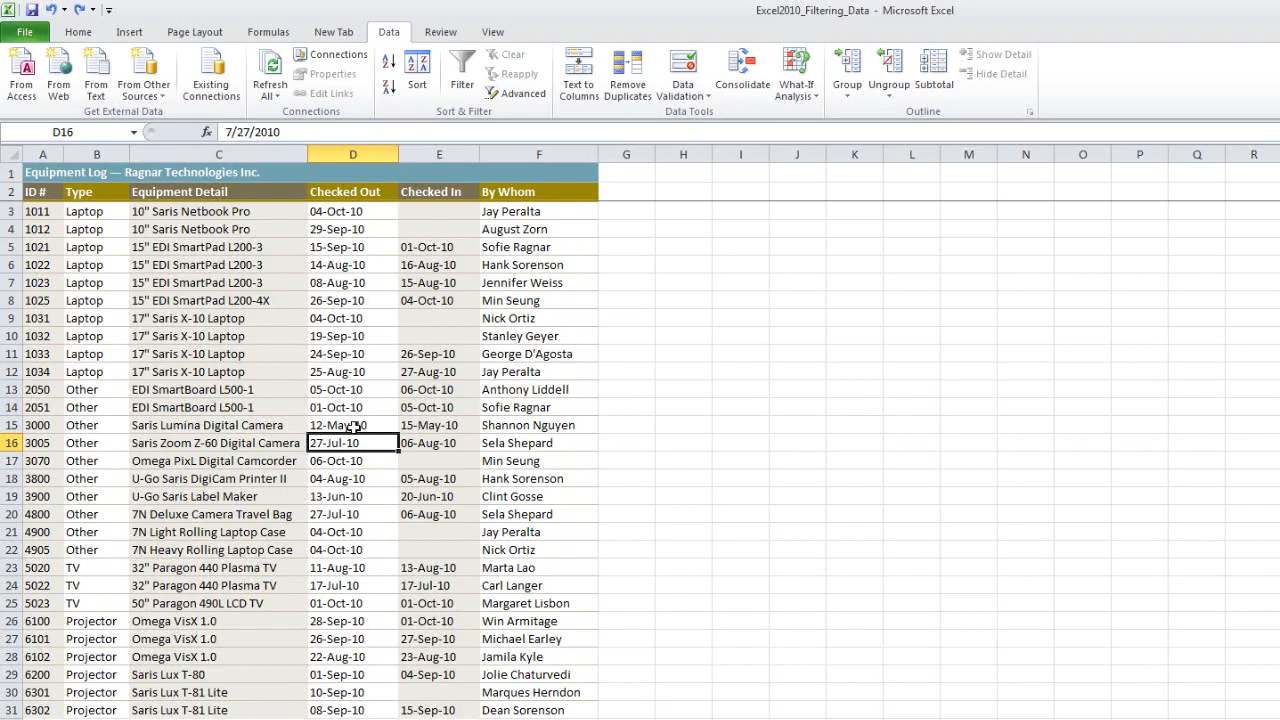 Excel2010_Filtering_Data - Microsoft Excel
File Home Insert Page Layout Formulas New Tab Data Review View
From Access From Web From Text From Other Sources Existing Connections Refresh All Connections Properties Edit Links Sort Filter Clear Reapply Advanced Text to Columns Remove Duplicates Data Validation Consolidate What-If Analysis Group Ungroup Subtotal Show Detail Hide Detail
Get External Data Connections Sort & Filter Data Tools Outline
D16 fx 7/27/2010
A B C D E F G H I J K L M N O P Q R
1 Equipment Log — Ragnar Technologies Inc.
2 ID # Type Equipment Detail Checked Out Checked In By Whom
3 1011 Laptop 10" Saris Netbook Pro 04-Oct-10 Jay Peralta
4 1012 Laptop 10" Saris Netbook Pro 29-Sep-10 August Zorn
5 1021 Laptop 15" EDI SmartPad L200-3 15-Sep-10 01-Oct-10 Sofie Ragnar
6 1022 Laptop 15" EDI SmartPad L200-3 14-Aug-10 16-Aug-10 Hank Sorenson
7 1023 Laptop 15" EDI SmartPad L200-3 08-Aug-10 15-Aug-10 Jennifer Weiss
8 1025 Laptop 15" EDI SmartPad L200-4X 26-Sep-10 04-Oct-10 Min Seung
9 1031 Laptop 17" Saris X-10 Laptop 04-Oct-10 Nick Ortiz
10 1032 Laptop 17" Saris X-10 Laptop 19-Sep-10 Stanley Geyer
11 1033 Laptop 17" Saris X-10 Laptop 24-Sep-10 26-Sep-10 George D'Agosta
12 1034 Laptop 17" Saris X-10 Laptop 25-Aug-10 27-Aug-10 Jay Peralta
13 2050 Other EDI SmartBoard L500-1 05-Oct-10 06-Oct-10 Anthony Liddell
14 2051 Other EDI SmartBoard L500-1 01-Oct-10 05-Oct-10 Sofie Ragnar
15 3000 Other Saris Lumina Digital Camera 12-May-10 15-May-10 Shannon Nguyen
16 3005 Other Saris Zoom Z-60 Digital Camera 27-Jul-10 06-Aug-10 Sela Shepard
17 3070 Other Omega PixL Digital Camcorder 06-Oct-10 Min Seung
18 3800 Other U-Go Saris DigiCam Printer II 04-Aug-10 05-Aug-10 Hank Sorenson
19 3900 Other U-Go Saris Label Maker 13-Jun-10 20-Jun-10 Clint Gosse
20 4800 Other 7N Deluxe Camera Travel Bag 27-Jul-10 06-Aug-10 Sela Shepard
21 4900 Other 7N Light Rolling Laptop Case 04-Oct-10 Jay Peralta
22 4905 Other 7N Heavy Rolling Laptop Case 04-Oct-10 Nick Ortiz
23 5020 TV 32" Paragon 440 Plasma TV 11-Aug-10 13-Aug-10 Marta Lao
24 5022 TV 32" Paragon 440 Plasma TV 17-Jul-10 17-Jul-10 Carl Langer
25 5023 TV 50" Paragon 490L LCD TV 01-Oct-10 01-Oct-10 Margaret Lisbon
26 6100 Projector Omega VisX 1.0 28-Sep-10 01-Oct-10 Win Armitage
27 6101 Projector Omega VisX 1.0 26-Sep-10 27-Sep-10 Michael Earley
28 6102 Projector Omega VisX 1.0 22-Aug-10 23-Aug-10 Jamila Kyle
29 6200 Projector Saris Lux T-80 01-Sep-10 04-Sep-10 Jolie Chaturvedi
30 6301 Projector Saris Lux T-81 Lite 10-Sep-10 Marques Herndon
31 6302 Projector Saris Lux T-81 Lite 08-Sep-10 15-Sep-10 Dean Sorenson